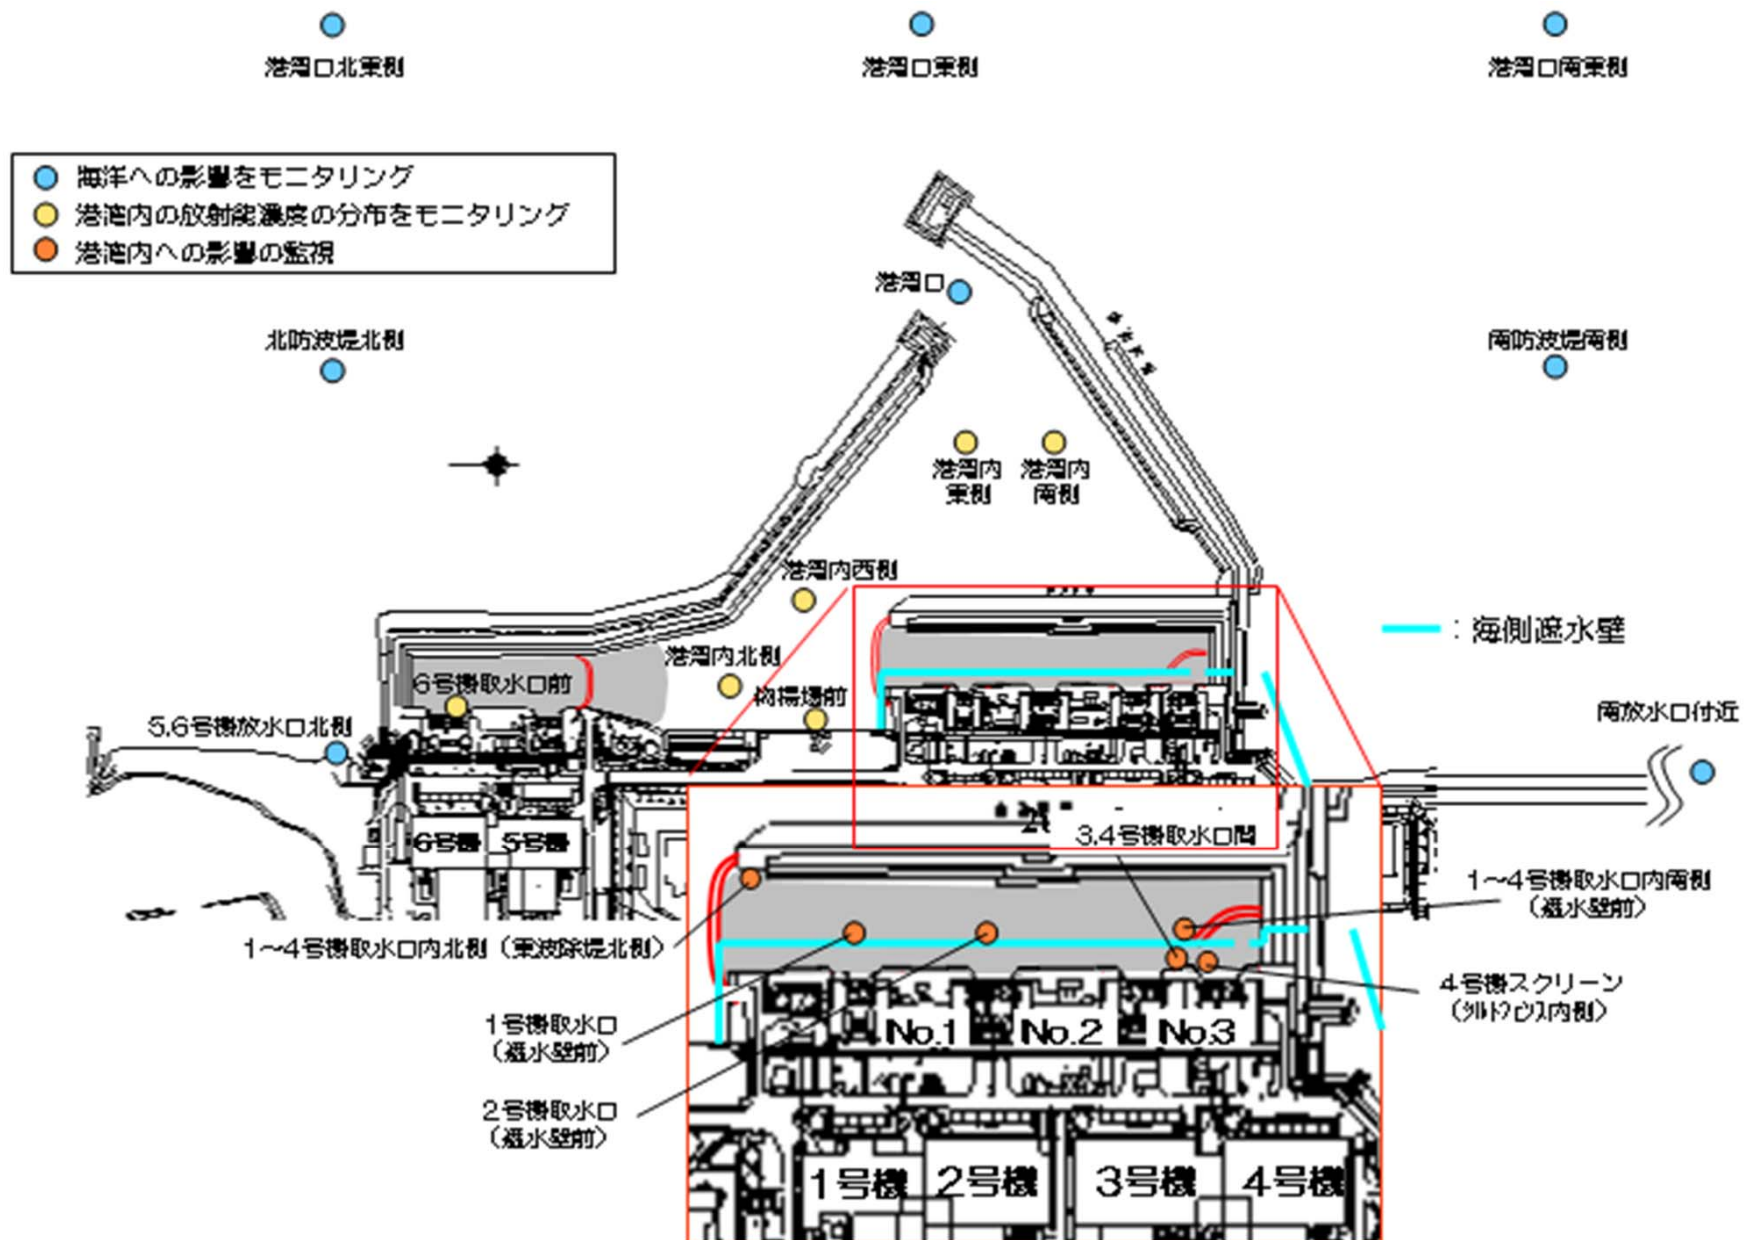 港湾口北東側
港湾口東側
港湾口南東側
海洋への影響をモニタリング
港湾内の放射能濃度の分布をモニタリング
港湾内への影響の監視
港湾口
北防波堤北側
南防波堤南側
港湾内
東側
港湾内
南側
港湾内西側
：海側遮水壁
港湾内北側
6号機取水口前
物揚場前
南放水口付近
5,6号機放水口北側
6号機
5号機
3,4号機取水口間
1～4号機取水口内南側
（遮水壁前）
1～4号機取水口内北側（東波除堤北側）
4号機スクリーン
（シルトフェンス内側）
1号機取水口
（遮水壁前）
No.1
No.2
No.3
2号機取水口
（遮水壁前）
1号機
2号機
3号機
4号機